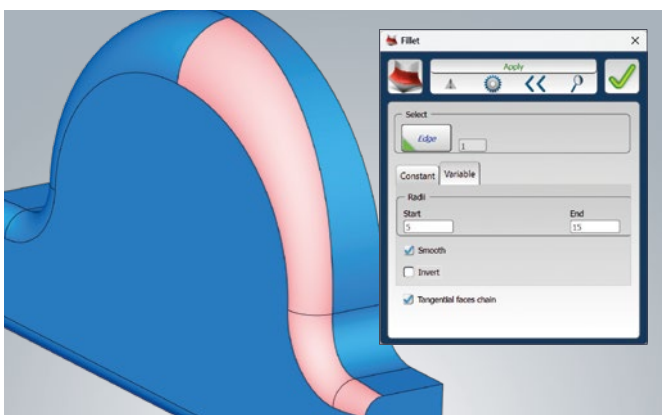 Fillet
Apply
Select
Edge
1
Constant Variable
Radii
Start End
5 15
Smooth
Invert
Tangential faces chain